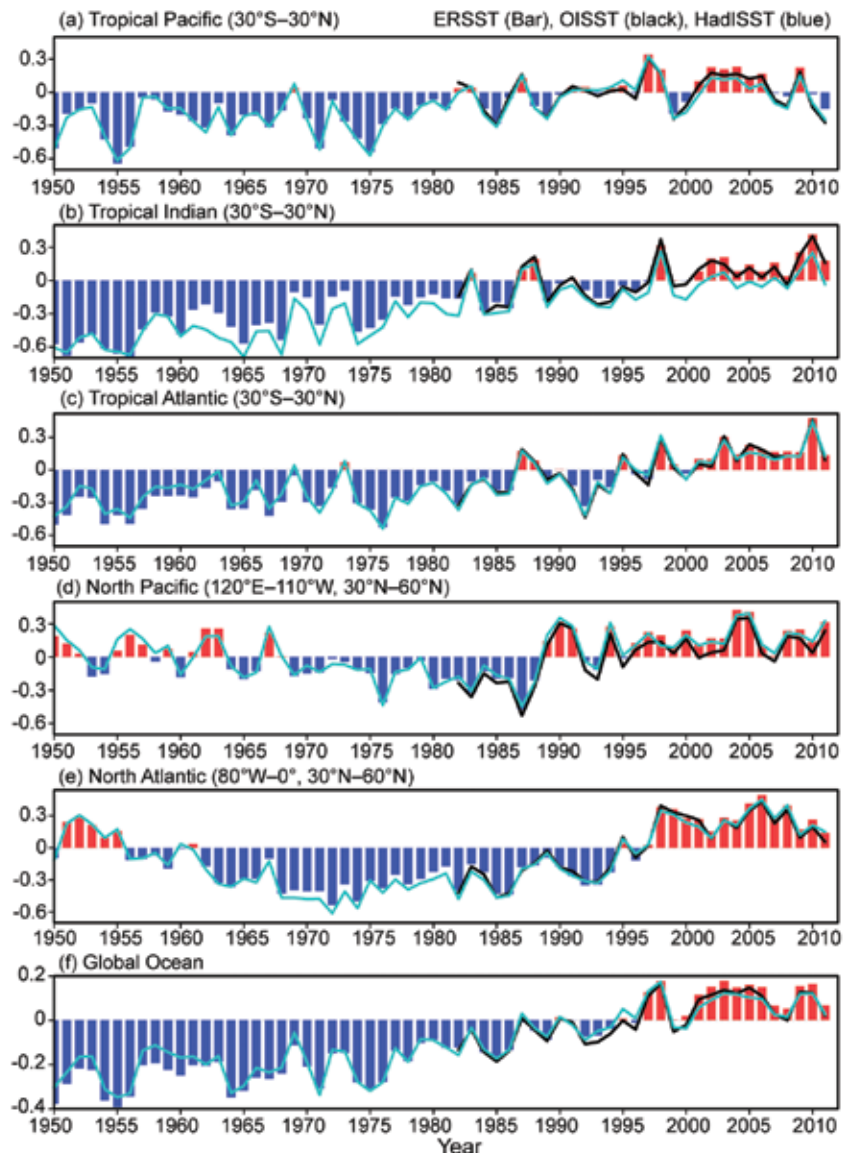 (a) Tropical Pacific (30°S–30°N) ERSST (Bar), OISST (black), HadISST (blue)
0.3
0
-0.3
-0.6
1950 1955 1960 1965 1970 1975 1980 1985 1990 1995 2000 2005 2010
(b) Tropical Indian (30°S–30°N)
0.3
0
-0.3
-0.6
1950 1955 1960 1965 1970 1975 1980 1985 1990 1995 2000 2005 2010
(c) Tropical Atlantic (30°S–30°N)
0.3
0
-0.3
-0.6
1950 1955 1960 1965 1970 1975 1980 1985 1990 1995 2000 2005 2010
(d) North Pacific (120°E–110°W, 30°N–60°N)
0.3
0
-0.3
-0.6
1950 1955 1960 1965 1970 1975 1980 1985 1990 1995 2000 2005 2010
(e) North Atlantic (80°W–0°, 30°N–60°N)
0.3
0
-0.3
-0.6
1950 1955 1960 1965 1970 1975 1980 1985 1990 1995 2000 2005 2010
(f) Global Ocean
0.2
0
-0.2
-0.4
1950 1955 1960 1965 1970 1975 1980 1985 1990 1995 2000 2005 2010
Year